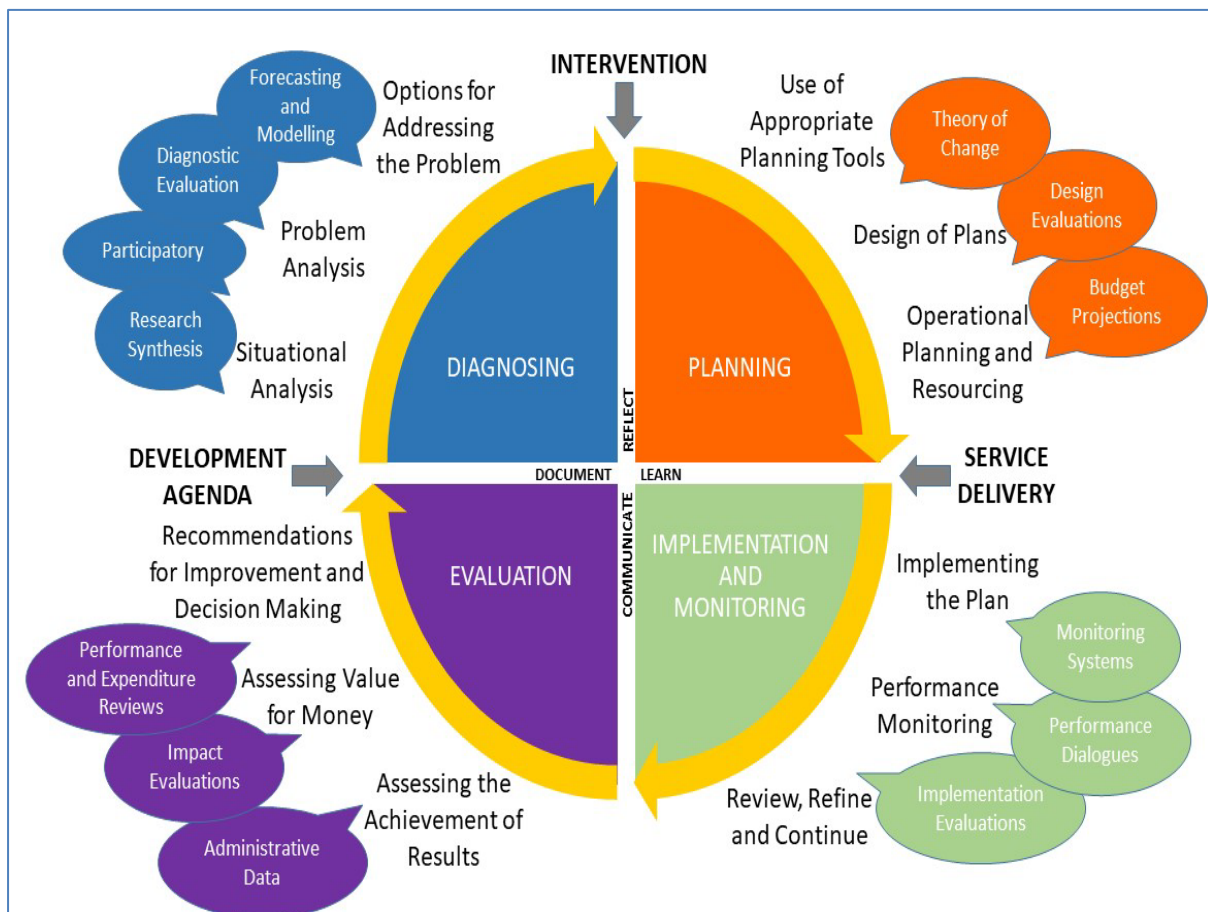 INTERVENTION
Forecasting
and
Modelling
Options for
Addressing
the Problem
Diagnostic
Evaluation
Participatory
Problem
Analysis
Research
Synthesis
Situational
Analysis
DIAGNOSING
Use of
Appropriate
Planning Tools
Theory of
Change
Design
Evaluations
Design of Plans
Budget
Projections
Operational
Planning and
Resourcing
PLANNING
REFLECT
DOCUMENT
LEARN
COMMUNICATE
DEVELOPMENT
AGENDA
SERVICE
DELIVERY
Recommendations
for Improvement and
Decision Making
EVALUATION
Performance
and Expenditure
Reviews
Assessing Value
for Money
Impact
Evaluations
Assessing the
Achievement of
Results
Administrative
Data
IMPLEMENTATION
AND
MONITORING
Implementing
the Plan
Monitoring
Systems
Performance
Monitoring
Performance
Dialogues
Review, Refine
and Continue
Implementation
Evaluations